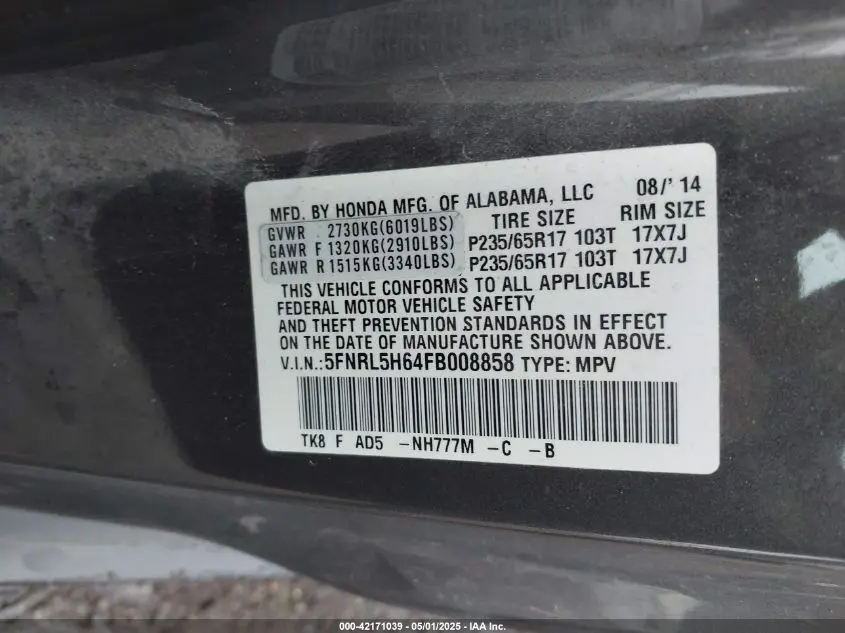 MFD. BY HONDA MFG. OF ALABAMA, LLC 08/' 14
GVWR 2730KG(6019LBS) TIRE SIZE RIM SIZE
GAWR F 1320KG(2910LBS) P235/65R17 103T 17X7J
GAWR R 1515KG(3340LBS) P235/65R17 103T 17X7J
THIS VEHICLE CONFORMS TO ALL APPLICABLE
FEDERAL MOTOR VEHICLE SAFETY
AND THEFT PREVENTION STANDARDS IN EFFECT
ON THE DATE OF MANUFACTURE SHOWN ABOVE.
V.I.N.:5FNRL5H64FB008858 TYPE: MPV
TK8 F AD5 -NH777M -C -B
000-42171039 - 05/01/2025 - IAA Inc.